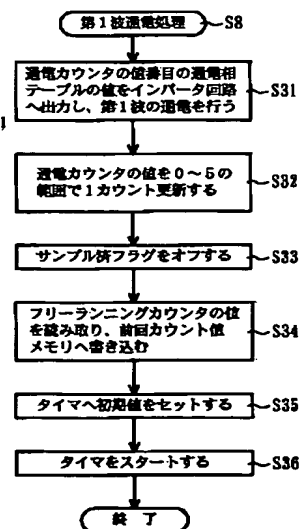 第1波通電処理
S8
通電カウンタの値番目の通電相
テーブルの値をインバータ回路
へ出力し、第1波の通電を行う
S31
1
通電カウンタの値を0~5の
範囲で1カウント更新する
S32
サンプル済フラグをオフする
S33
フリーランニングカウンタの値
を読み取り、前回カウント値
メモリへ書き込む
S34
タイマへ初期値をセットする
S35
タイマをスタートする
S36
終了